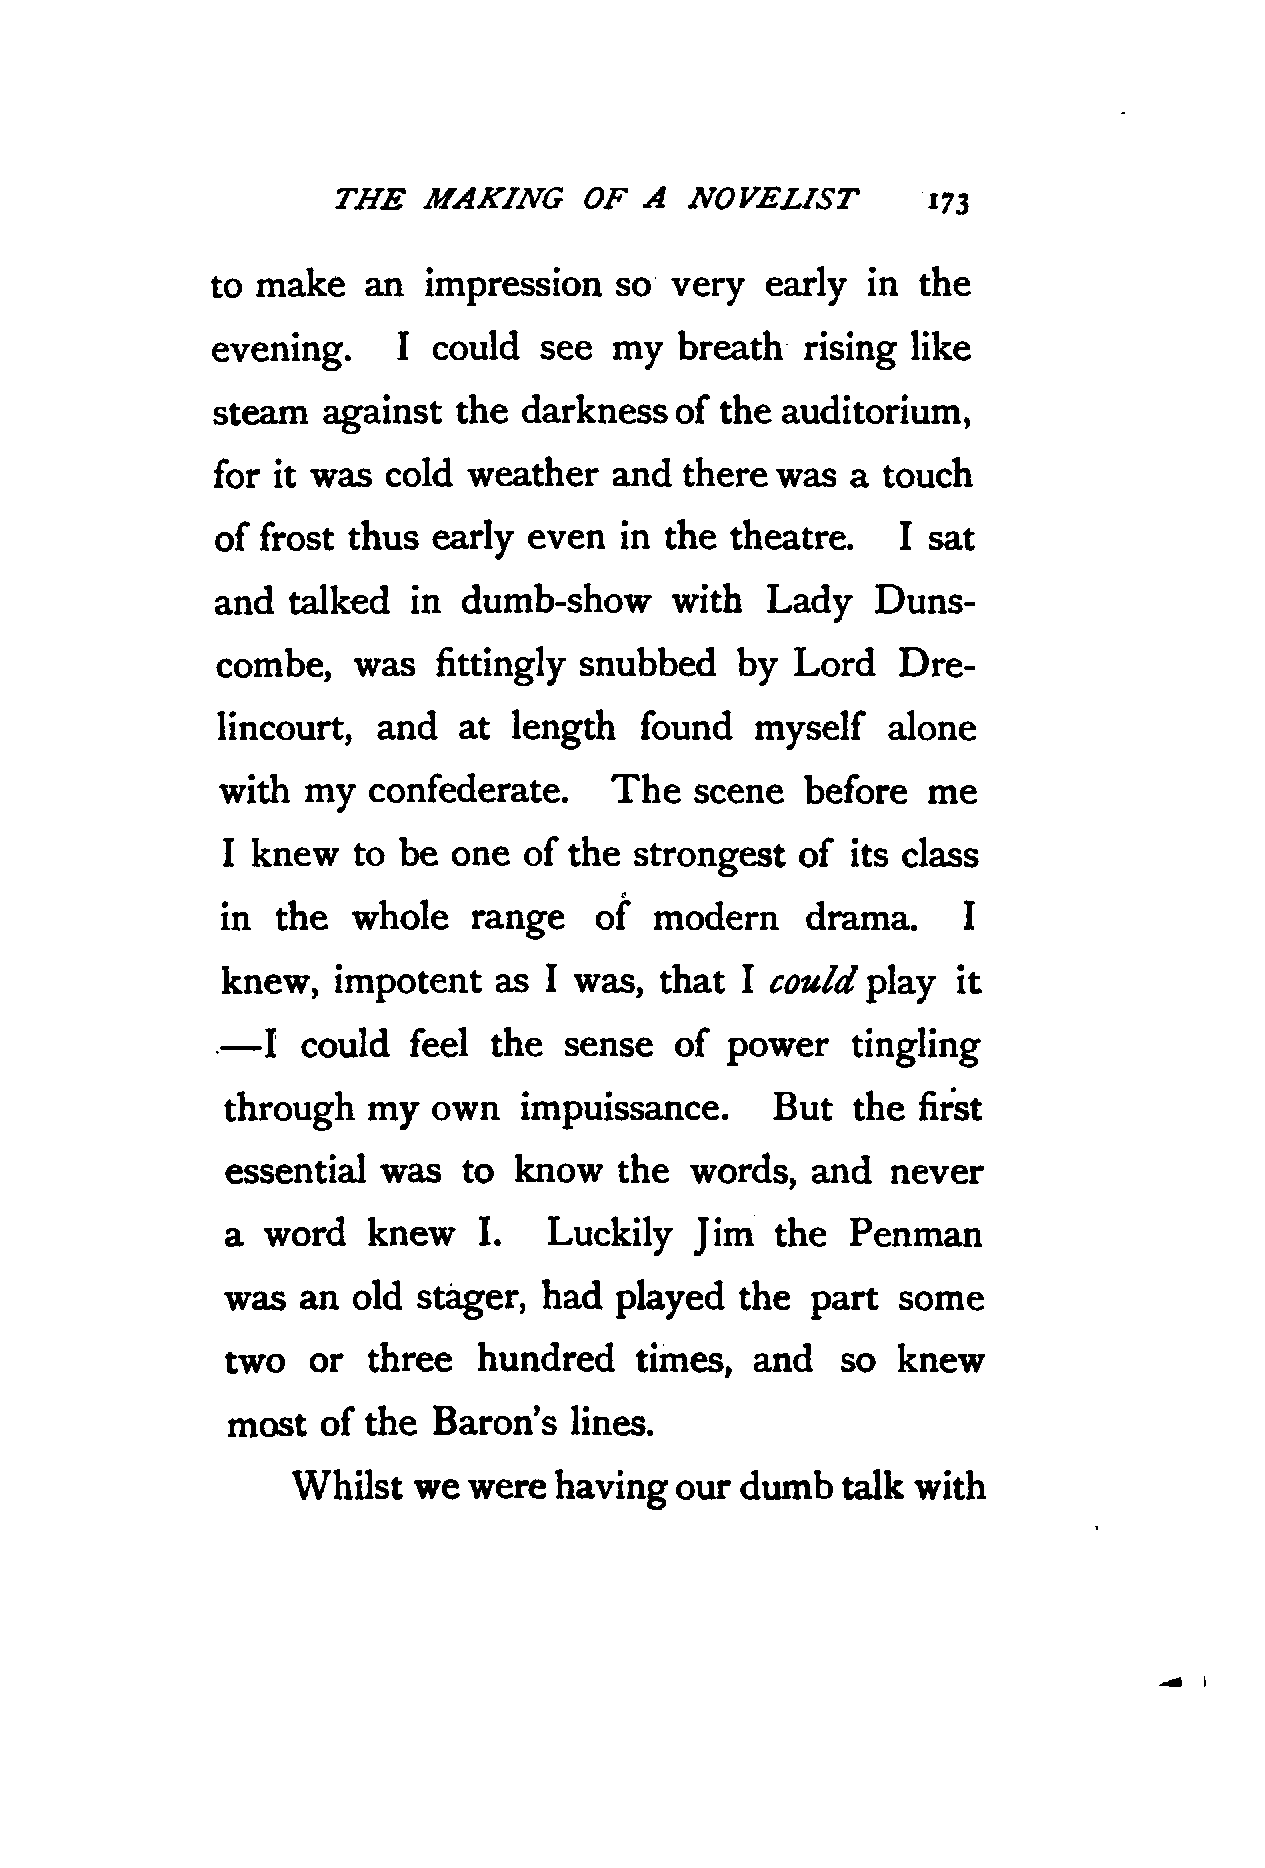 THE MAKING OF A NOVELIST 173
to make an impression so very early in the
evening. I could see my breath rising like
steam against the darkness of the auditorium,
for it was cold weather and there was a touch
of frost thus early even in the theatre. I sat
and talked in dumb-show with Lady Duns-
combe, was fittingly snubbed by Lord Dre-
lincourt, and at length found myself alone
with my confederate. The scene before me
I knew to be one of the strongest of its class
in the whole range of modern drama. I
knew, impotent as I was, that I could play it
—I could feel the sense of power tingling
through my own impuissance. But the first
essential was to know the words, and never
a word knew I. Luckily Jim the Penman
was an old stager, had played the part some
two or three hundred times, and so knew
most of the Baron's lines.
Whilst we were having our dumb talk with